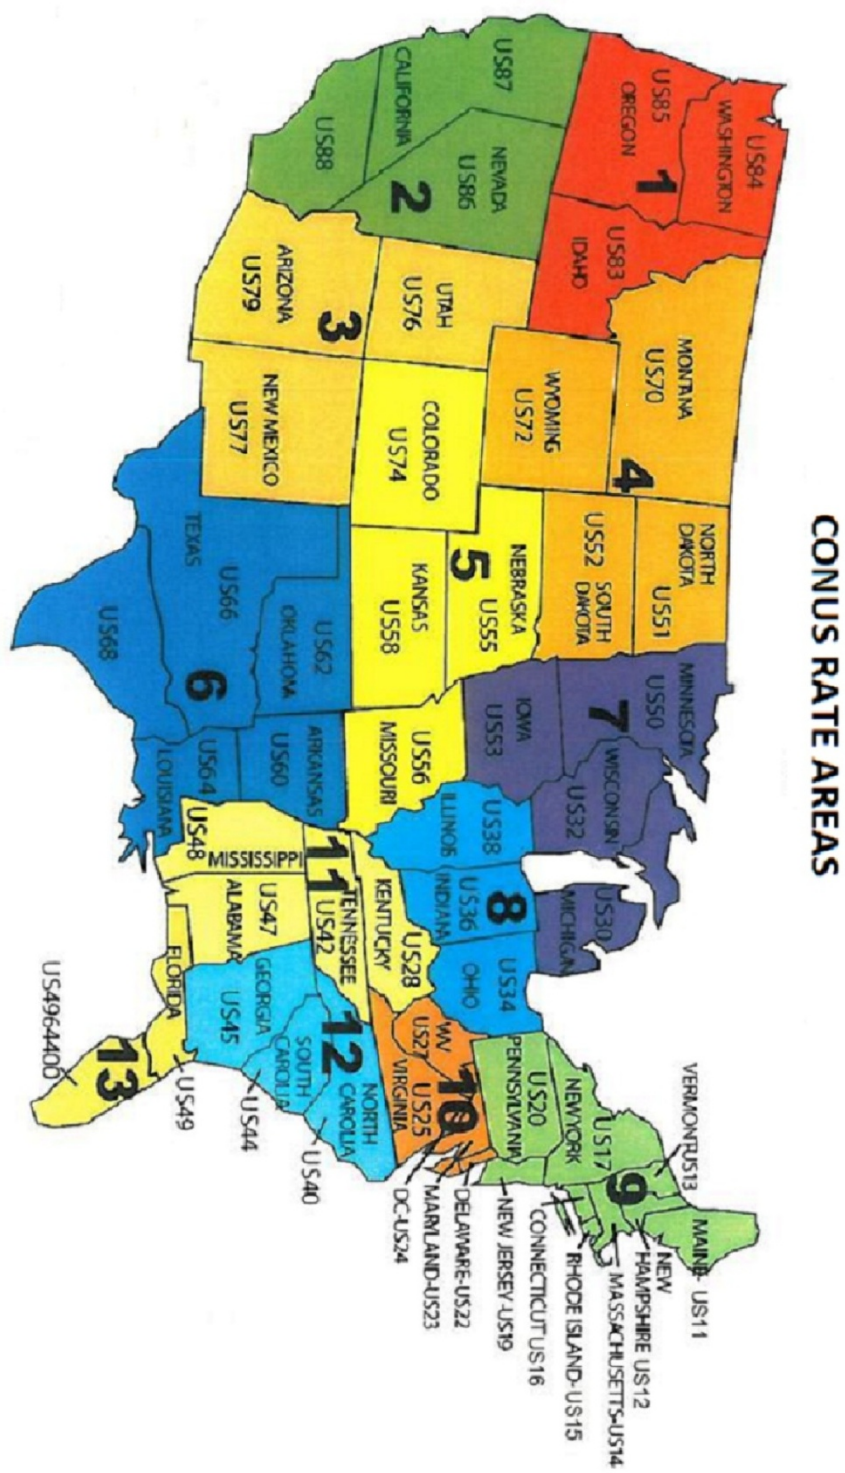 CONUS RATE AREAS
US84
WASHINGTON
US85
OREGON
1
US83
IDAHO
US87
CALIFORNIA
US88
NEVADA
US86
2
UTAH
US76
ARIZONA
US79
3
NEW MEXICO
US77
MONTANA
US70
4
WYOMING
US72
NORTH
DAKOTA
US51
US52
SOUTH
DAKOTA
COLORADO
US74
NEBRASKA
US55
5
KANSAS
US58
US56
MISSOURI
TEXAS
US66
US68
6
US62
OKLAHOMA
ARKANSAS
US60
US64
LOUISIANA
MINNESOTA
US50
7
IOWA
US53
WISCONSIN
US32
US30
MICHIGAN
US38
ILLINOIS
8
US36
INDIANA
US34
OHIO
VERMONTUS13
9
MAINE- US11
NEW
HAMPSHIRE US12
MASSACHUSETTS-US14
RHODE ISLAND- US15
CONNECTICUT US16
NEW JERSEY -US19
US17
NEWYORK
US20
PENNSYLVANIA
DELAWARE-US22
MARYLAND-US23
DC-US24
10
WV
US27
US25
VIRGINIA
US28
KENTUCKY
11
TENNESSEE
US42
US48
MISSISSIPPI
US47
ALABAMA
12
NORTH
CAROLIA
US40
SOUTH
CAROLIA
US44
GEORGIA
US45
FLORIDA
US49
13
US4964400